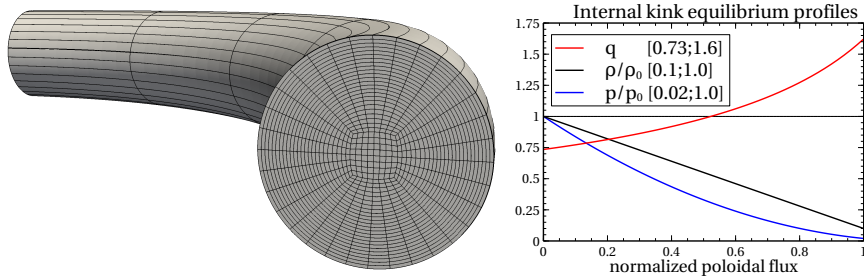 Internal kink equilibrium profiles
1.75
1.5
1.25
1
0.75
0.5
0.25
0
q [0.73;1.6]
ρ/ρ₀ [0.1;1.0]
p/p₀ [0.02;1.0]
0 0.2 0.4 0.6 0.8 1
normalized poloidal flux